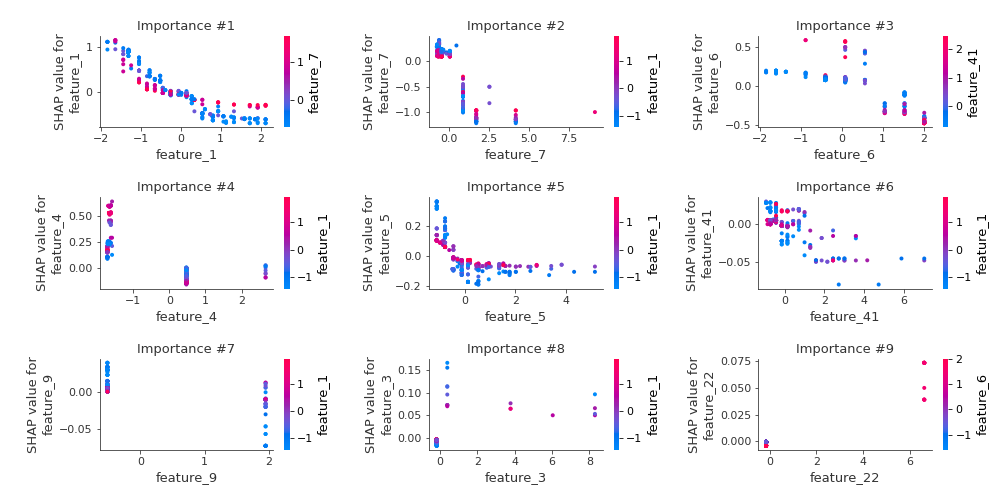 Importance #1
SHAP value for
feature_1
1
0
−2
−1
0
1
2
feature_1
1
0
feature_7
Importance #2
SHAP value for
feature_7
0.0
−0.5
−1.0
0.0
2.5
5.0
7.5
feature_7
1
0
−1
feature_1
Importance #3
SHAP value for
feature_6
0.5
0.0
−0.5
−2
−1
0
1
2
feature_6
2
1
0
feature_41
Importance #4
SHAP value for
feature_4
0.50
0.25
0.00
−1
0
1
2
feature_4
1
0
−1
feature_1
Importance #5
SHAP value for
feature_5
0.2
0.0
−0.2
0
2
4
feature_5
1
0
−1
feature_1
Importance #6
SHAP value for
feature_41
0.00
−0.05
0
2
4
6
feature_41
1
0
−1
feature_1
Importance #7
SHAP value for
feature_9
0.00
−0.05
0
1
2
feature_9
1
0
−1
feature_1
Importance #8
SHAP value for
feature_3
0.15
0.10
0.05
0.00
0
2
4
6
8
feature_3
1
0
−1
feature_1
Importance #9
SHAP value for
feature_22
0.075
0.050
0.025
0.000
0
2
4
6
feature_22
2
1
0
−1
feature_6